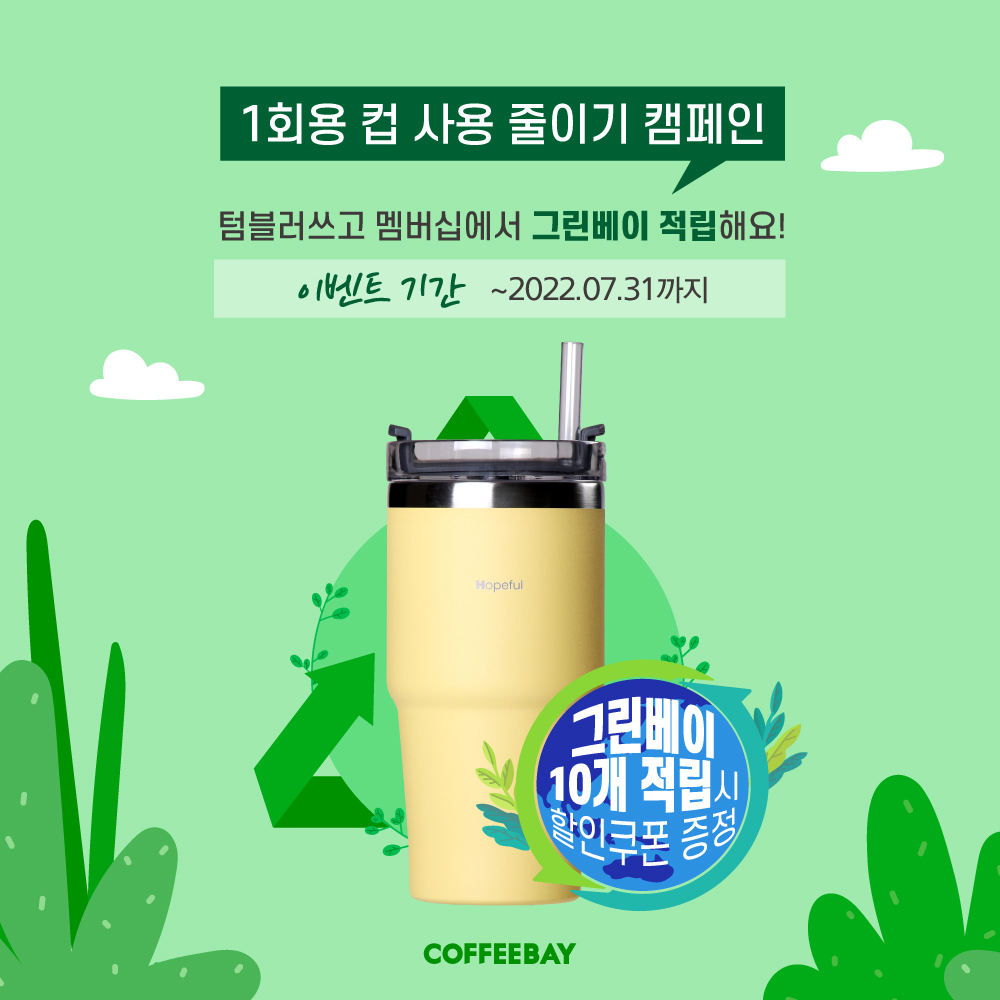 1회용 컵 사용 줄이기 캠페인
텀블러쓰고 멤버십에서 그린베이 적립해요!
이벤트 기간 ~2022.07.31까지
Hopeful
그린베이
10개 적립시
할인쿠폰 증정
COFFEEBAY